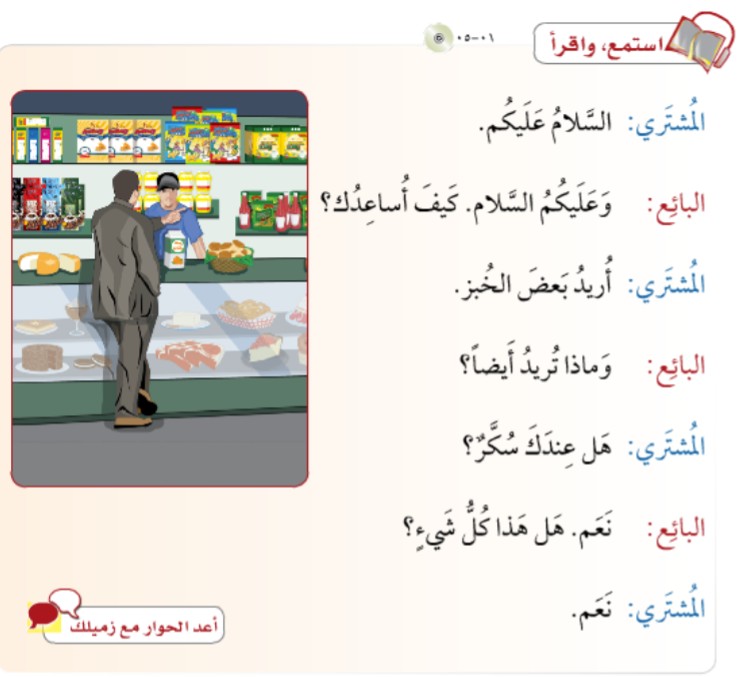 استمع، واقرأ
٠٥-٠١
المُشتَري: السَّلامُ عَلَيكُم.
البائِع: وَعَلَيكُمُ السَّلام. كَيفَ أُساعِدُك؟
المُشتَري: أُريدُ بَعضَ الخُبز.
البائِع: وَماذا تُريدُ أَيضاً؟
المُشتَري: هَل عِندَكَ سُكَّرٌ؟
البائِع: نَعَم. هَل هَذا كُلُّ شَيءٍ؟
المُشتَري: نَعَم.
أعد الحوار مع زميلك